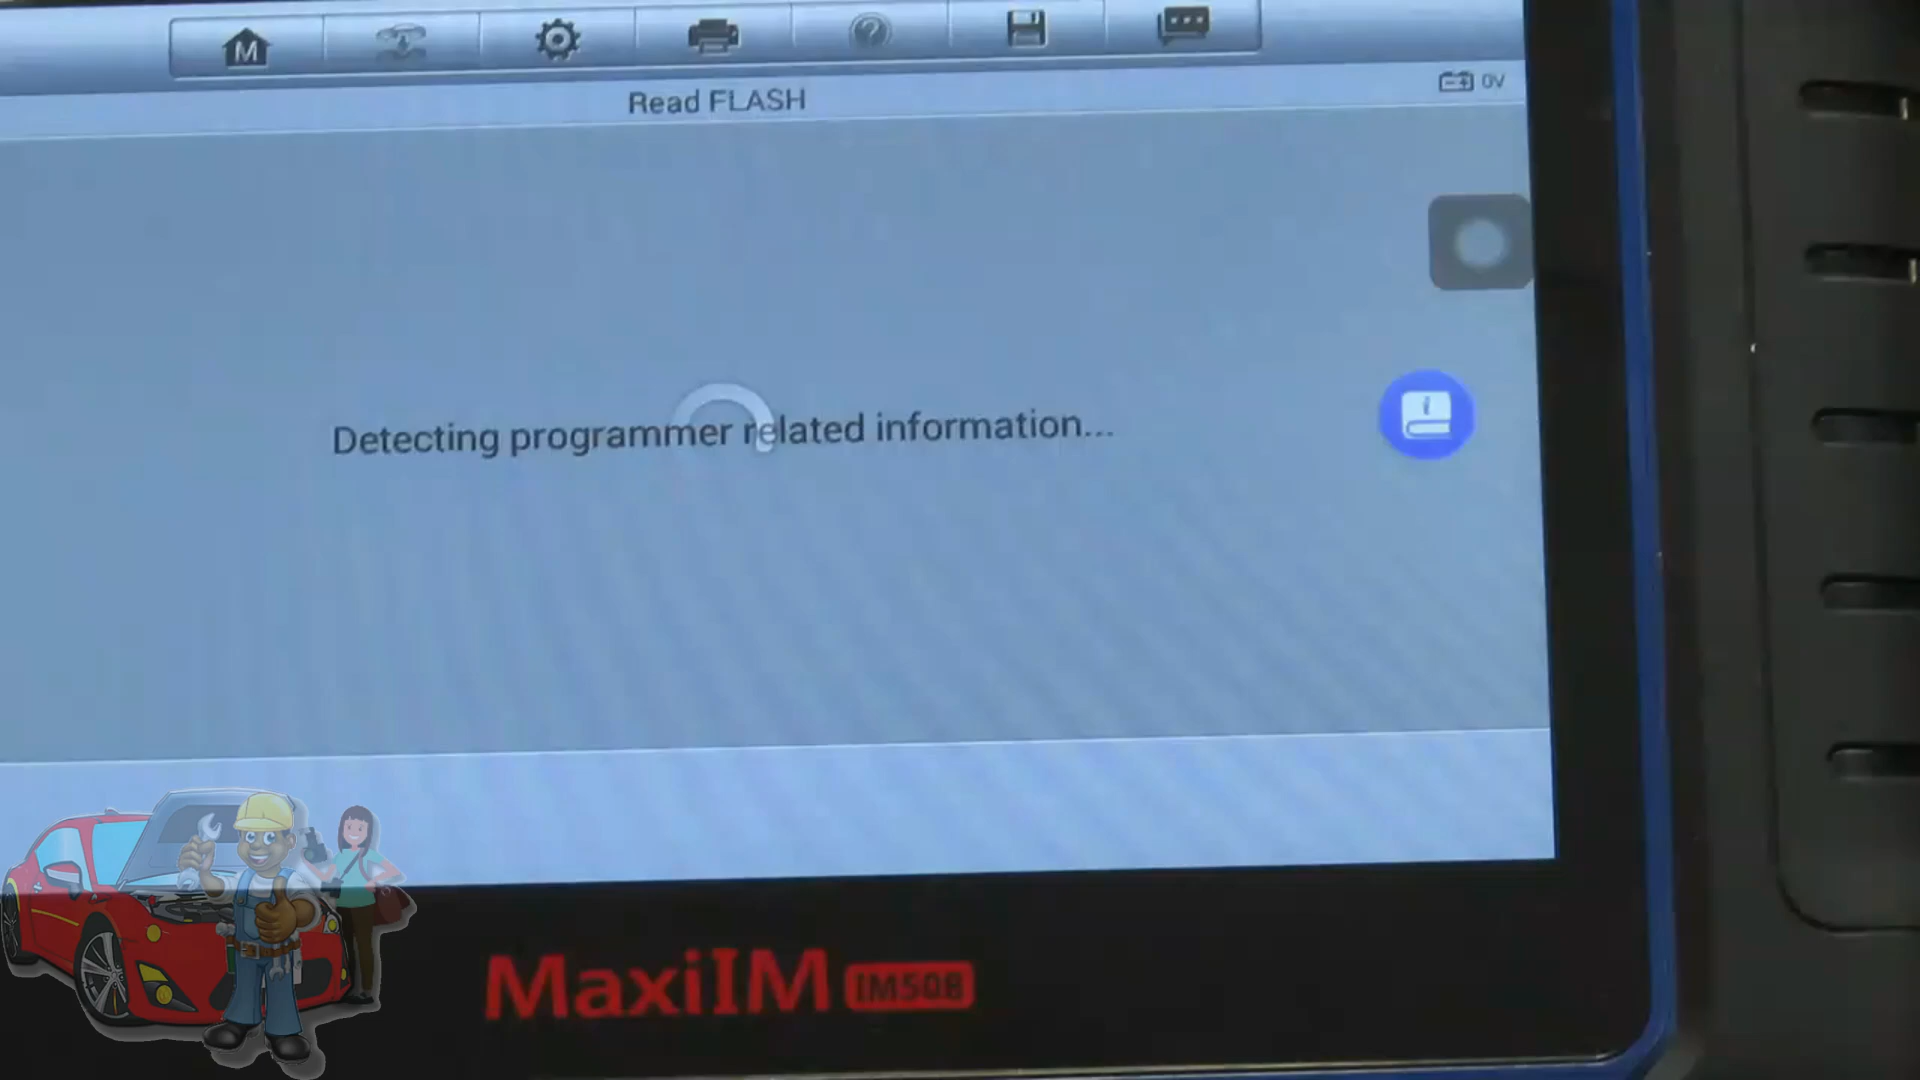 M
0V
Read FLASH
Detecting programmer related information...
MaxiIM IM508